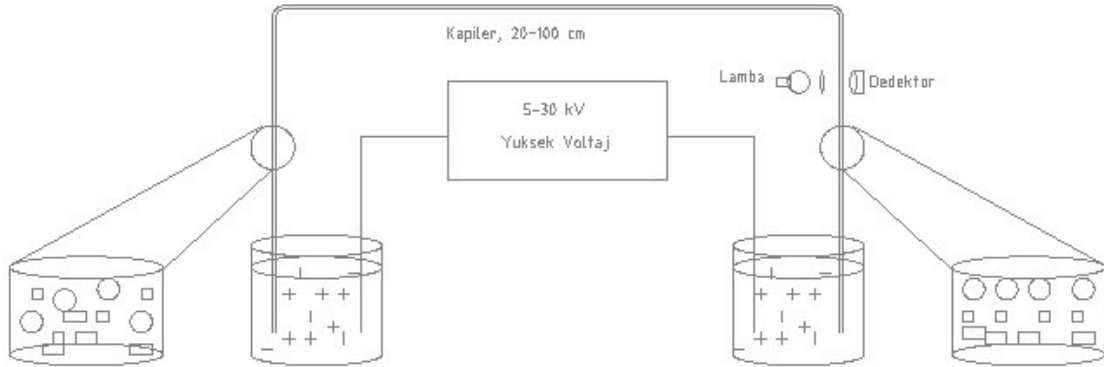 Kapiler, 20-100 cm
Lamba
Dedektor
5-30 kV
Yuksek Voltaj